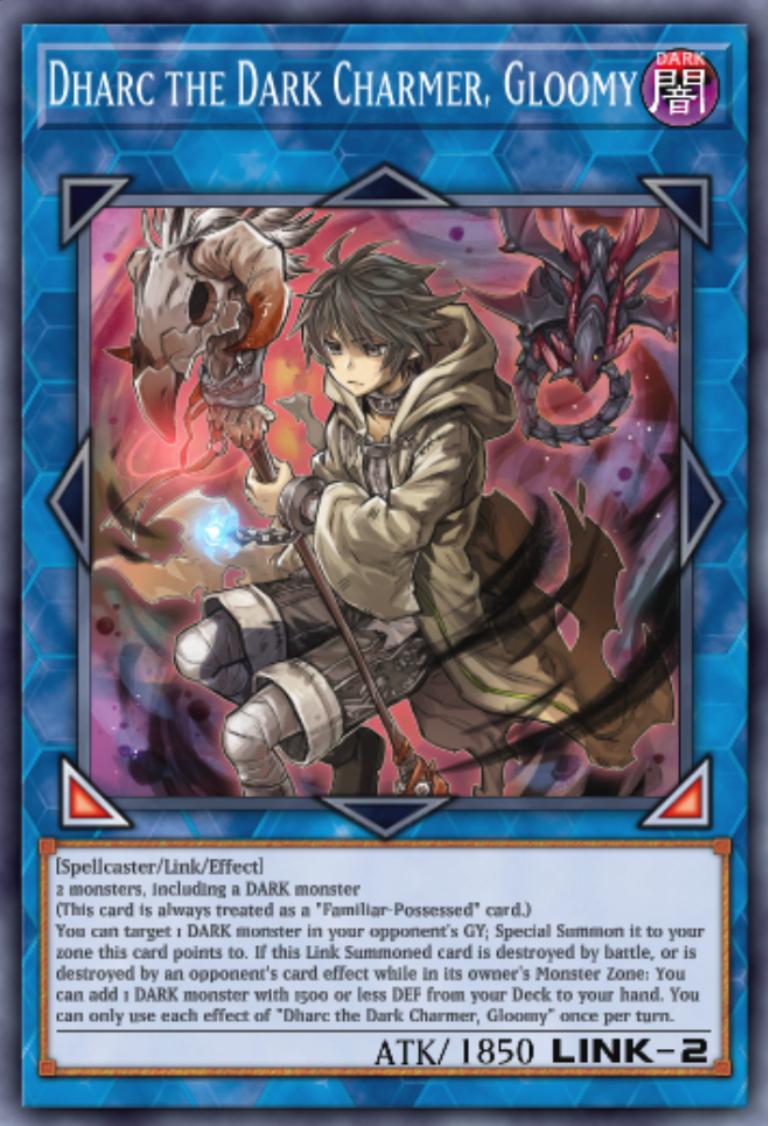 Dharc the Dark Charmer, Gloomy
DARK
闇
[Spellcaster/Link/Effect]
2 monsters, including a DARK monster
(This card is always treated as a "Familiar-Possessed" card.)
You can target 1 DARK monster in your opponent's GY; Special Summon it to your
zone this card points to. If this Link Summoned card is destroyed by battle, or is
destroyed by an opponent's card effect while in its owner's Monster Zone: You
can add 1 DARK monster with 1500 or less DEF from your Deck to your hand. You
can only use each effect of "Dharc the Dark Charmer, Gloomy" once per turn.
ATK/ 1850 LINK-2